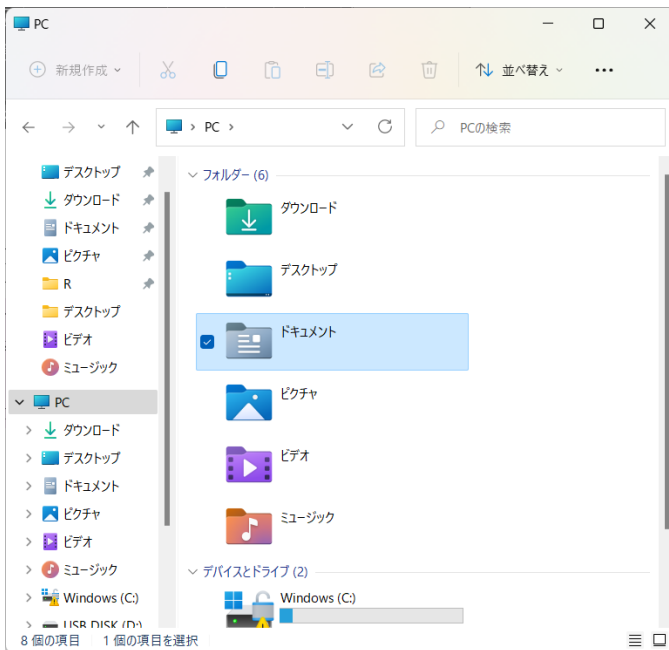 PC
新規作成
並べ替え
PC
PCの検索
デスクトップ
ダウンロード
ドキュメント
ピクチャ
R
デスクトップ
ビデオ
ミュージック
PC
ダウンロード
デスクトップ
ドキュメント
ピクチャ
ビデオ
ミュージック
Windows (C:)
USB DISK (D:)
フォルダー (6)
ダウンロード
デスクトップ
ドキュメント
ピクチャ
ビデオ
ミュージック
デバイスとドライブ (2)
Windows (C:)
8 個の項目
1 個の項目を選択